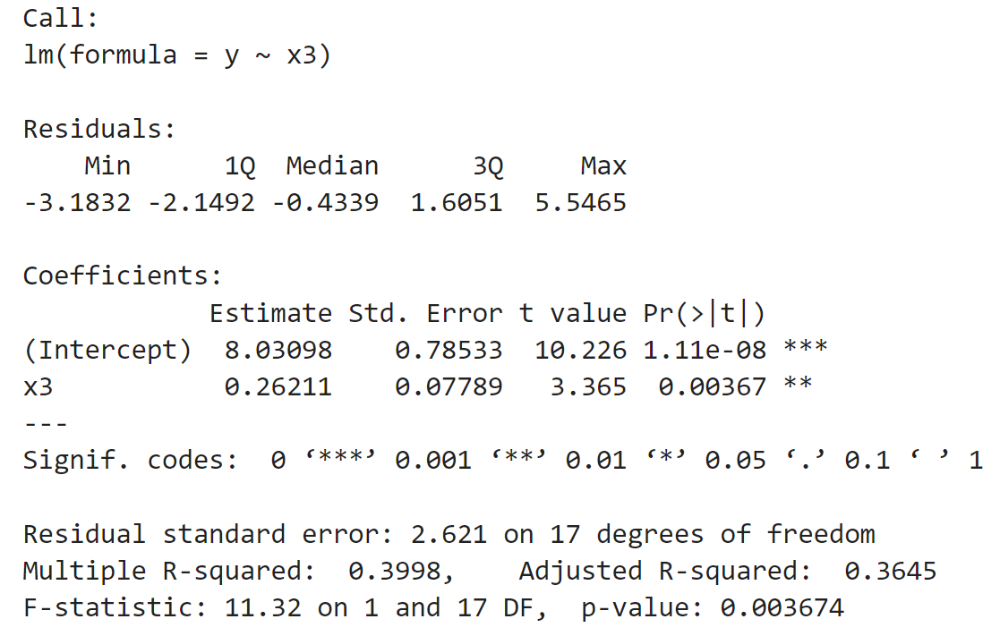 Call:
lm(formula = y ~ x3)
Residuals:
Min 1Q Median 3Q Max
-3.1832 -2.1492 -0.4339 1.6051 5.5465
Coefficients:
Estimate Std. Error t value Pr(>|t|)
(Intercept) 8.03098 0.78533 10.226 1.11e-08 ***
x3 0.26211 0.07789 3.365 0.00367 **
---
Signif. codes: 0 ‘***’ 0.001 ‘**’ 0.01 ‘*’ 0.05 ‘.’ 0.1 ‘ ’ 1
Residual standard error: 2.621 on 17 degrees of freedom
Multiple R-squared: 0.3998, Adjusted R-squared: 0.3645
F-statistic: 11.32 on 1 and 17 DF, p-value: 0.003674